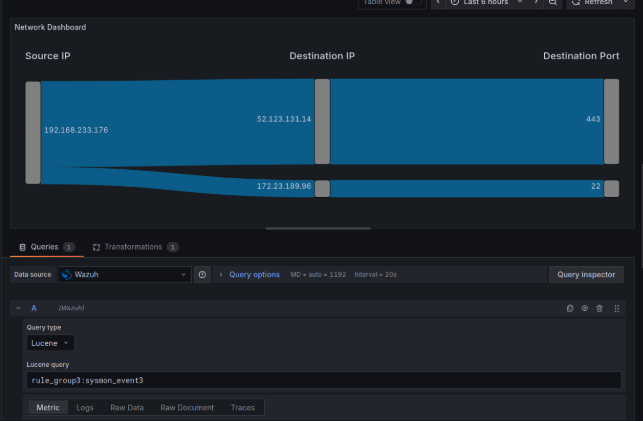 Table view Last 6 hours Refresh
Network Dashboard
Source IP Destination IP Destination Port
52.123.131.14 443
192.168.233.176
172.23.189.96 22
Queries 1 Transformations 1
Data source Wazuh Query options MD = auto = 1192 Interval = 20s Query inspector
A (Wazuh)
Query type
Lucene
Lucene query
rule_group3:sysmon_event3
Metric Logs Raw Data Raw Document Traces